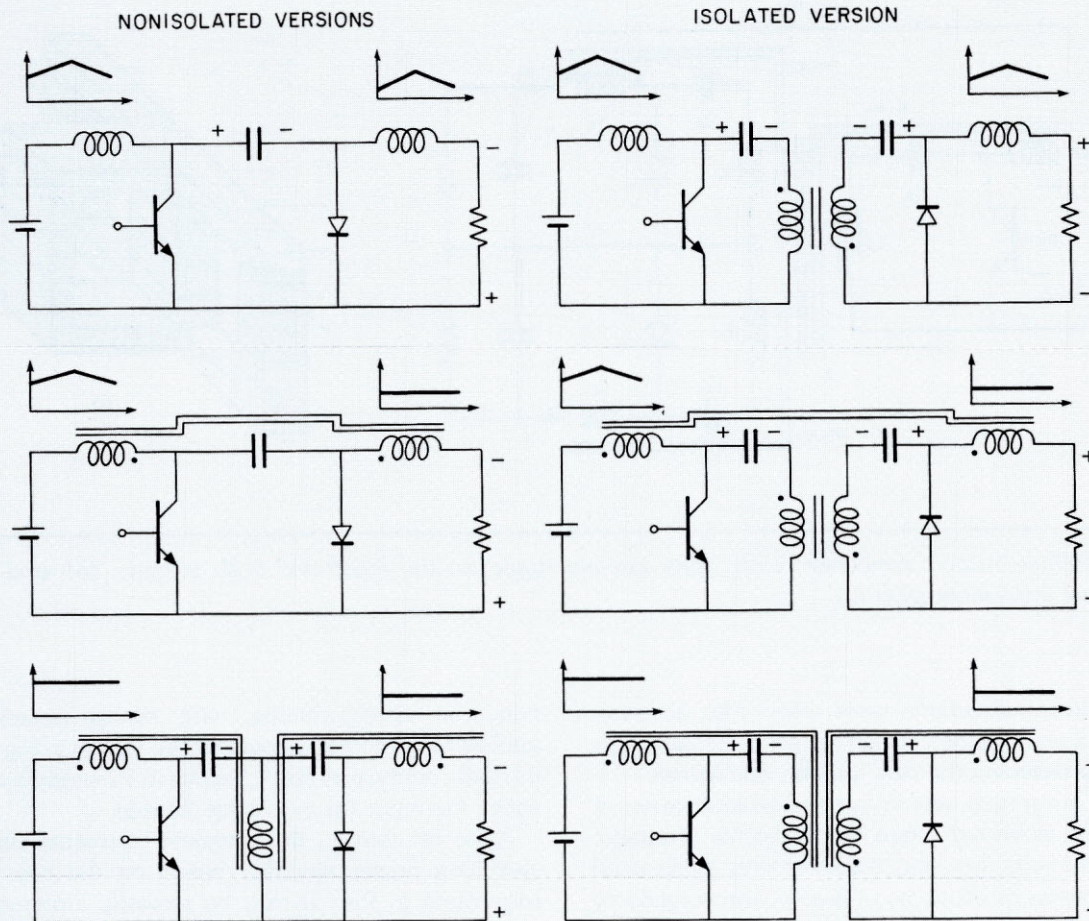 NONISOLATED VERSIONS
ISOLATED VERSION
+ −
−
+
+ − − +
+
−
−
+
+ − − +
+
−
+ − + −
−
+
+ − − +
+
−